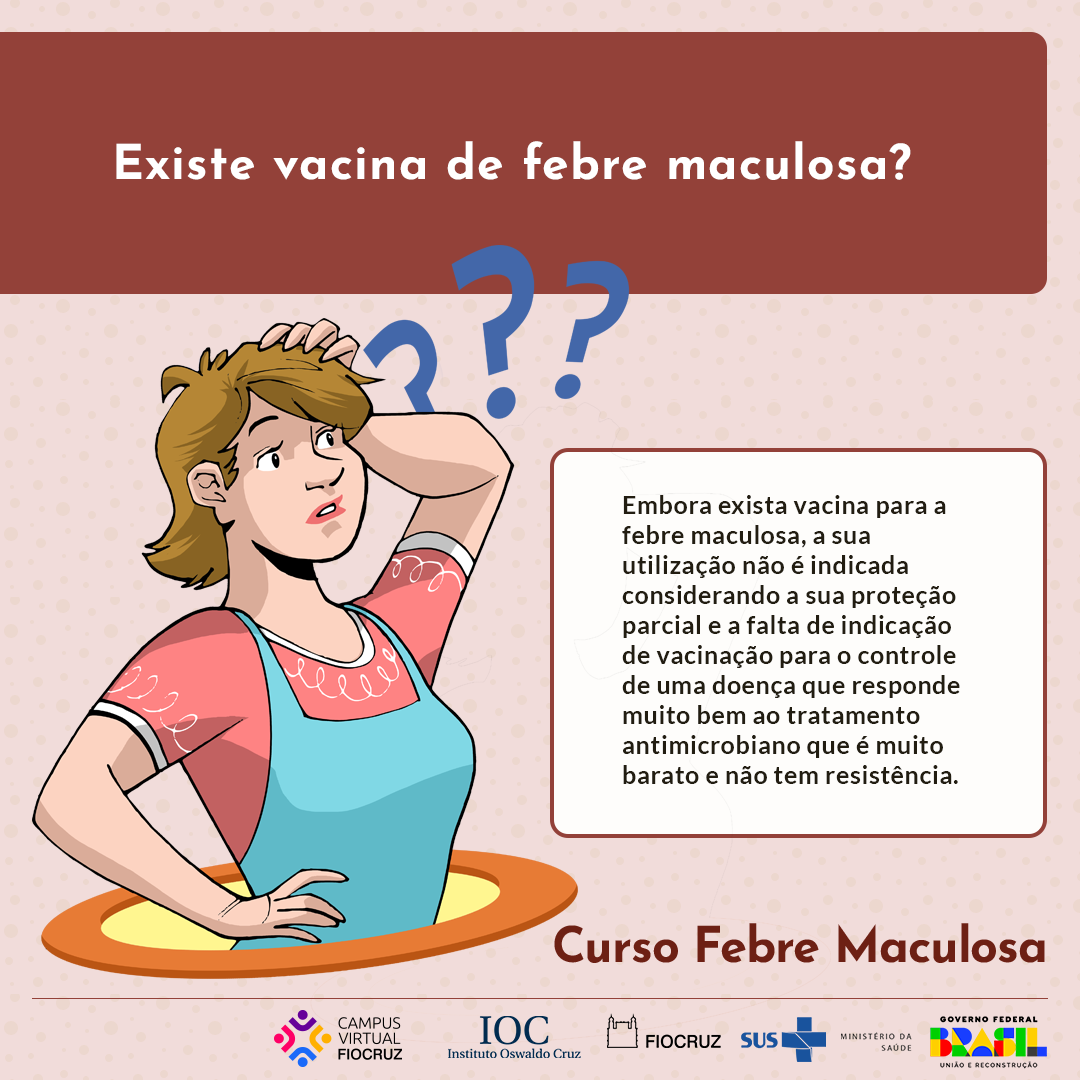 Existe vacina de febre maculosa?
???
Embora exista vacina para a
febre maculosa, a sua
utilização não é indicada
considerando a sua proteção
parcial e a falta de indicação
de vacinação para o controle
de uma doença que responde
muito bem ao tratamento
antimicrobiano que é muito
barato e não tem resistência.
Curso Febre Maculosa
CAMPUS
VIRTUAL
FIOCRUZ
IOC
Instituto Oswaldo Cruz
FIOCRUZ
SUS
MINISTÉRIO DA
SAÚDE
GOVERNO FEDERAL
BRASIL
UNIÃO E RECONSTRUÇÃO